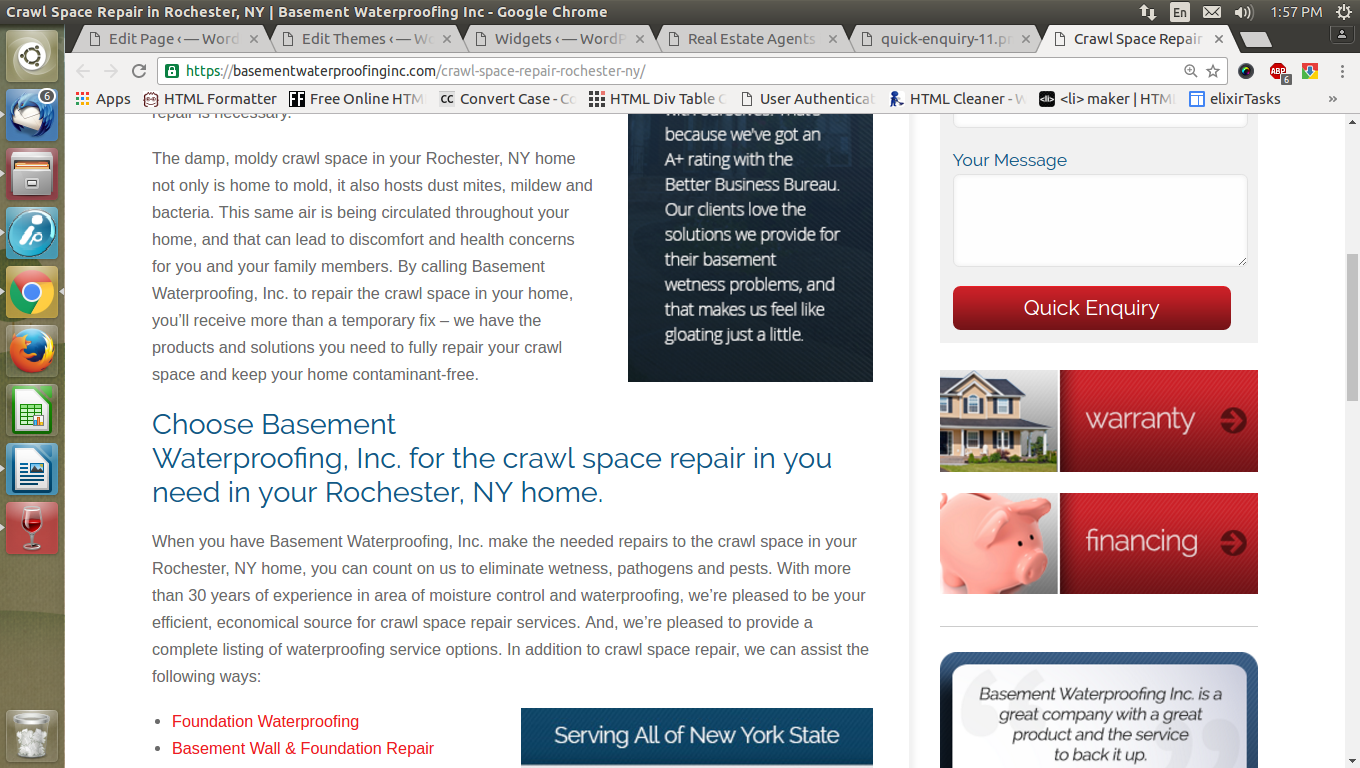 Crawl Space Repair in Rochester, NY | Basement Waterproofing Inc - Google Chrome
En
1:57 PM
Edit Page ‹ — Word
Edit Themes ‹ — Wo
Widgets ‹ — WordP
Real Estate Agents
quick-enquiry-11.pn
Crawl Space Repair
https://basementwaterproofinginc.com/crawl-space-repair-rochester-ny/
ABP
6
Apps
HTML Formatter
Free Online HTM
CC Convert Case - Co
HTML Div Table G
User Authenticat
HTML Cleaner - W
<li> <li> maker | HTML
elixirTasks
»
6
repair is necessary.
The damp, moldy crawl space in your Rochester, NY home
not only is home to mold, it also hosts dust mites, mildew and
bacteria. This same air is being circulated throughout your
home, and that can lead to discomfort and health concerns
for you and your family members. By calling Basement
Waterproofing, Inc. to repair the crawl space in your home,
you’ll receive more than a temporary fix – we have the
products and solutions you need to fully repair your crawl
space and keep your home contaminant-free.
with ourselves. That's
because we've got an
A+ rating with the
Better Business Bureau.
Our clients love the
solutions we provide for
their basement
wetness problems, and
that makes us feel like
gloating just a little.
Choose Basement
Waterproofing, Inc. for the crawl space repair in you
need in your Rochester, NY home.
When you have Basement Waterproofing, Inc. make the needed repairs to the crawl space in your
Rochester, NY home, you can count on us to eliminate wetness, pathogens and pests. With more
than 30 years of experience in area of moisture control and waterproofing, we’re pleased to be your
efficient, economical source for crawl space repair services. And, we’re pleased to provide a
complete listing of waterproofing service options. In addition to crawl space repair, we can assist the
following ways:
• Foundation Waterproofing
• Basement Wall & Foundation Repair
Serving All of New York State
Your Message
Quick Enquiry
warranty
financing
Basement Waterproofing Inc. is a
great company with a great
product and the service
to back it up.